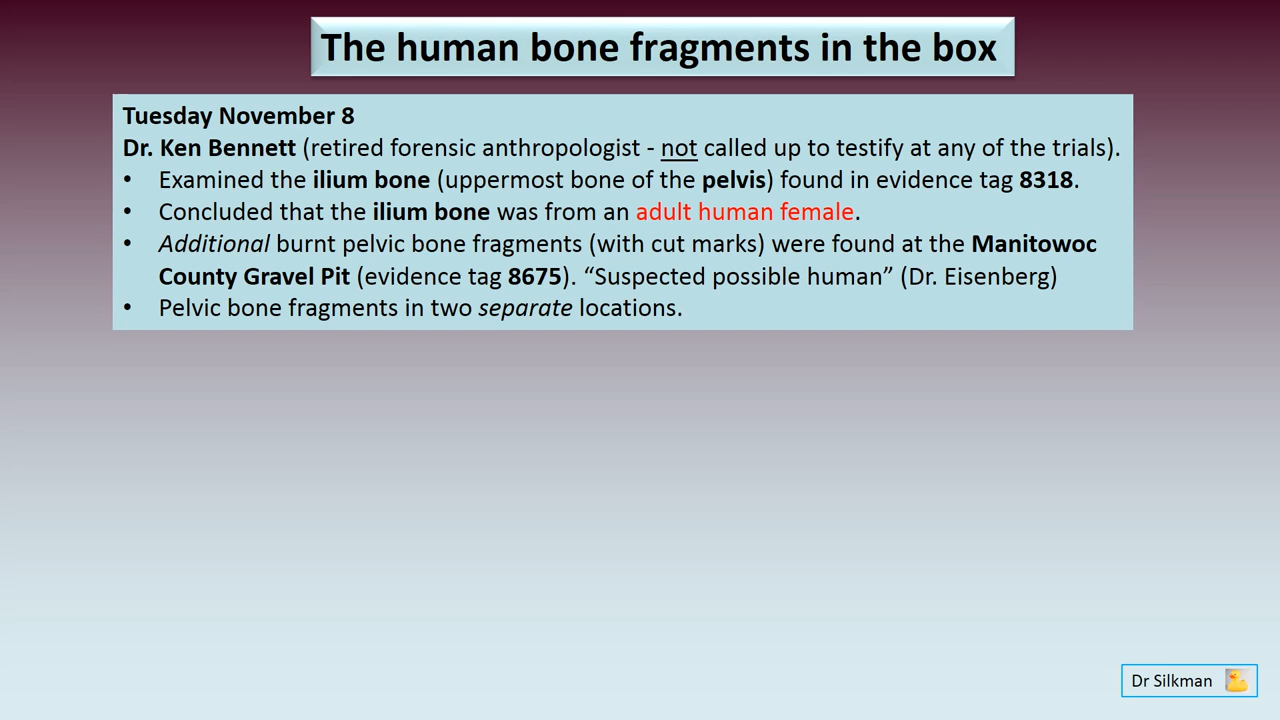 The human bone fragments in the box
Tuesday November 8
Dr. Ken Bennett (retired forensic anthropologist - not called up to testify at any of the trials).
• Examined the ilium bone (uppermost bone of the pelvis) found in evidence tag 8318.
• Concluded that the ilium bone was from an adult human female.
• Additional burnt pelvic bone fragments (with cut marks) were found at the Manitowoc
County Gravel Pit (evidence tag 8675). “Suspected possible human” (Dr. Eisenberg)
• Pelvic bone fragments in two separate locations.
Dr Silkman